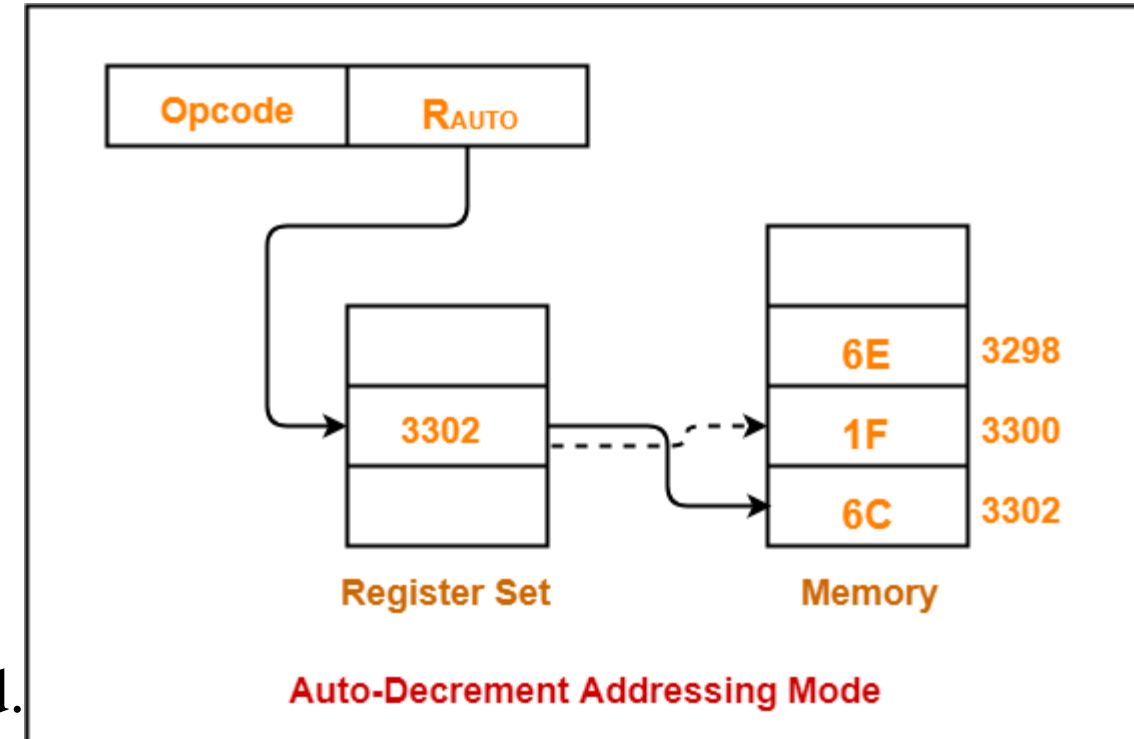 Opcode RAUTO
6E 3298
3302 1F 3300
6C 3302
Register Set Memory
d.
Auto-Decrement Addressing Mode